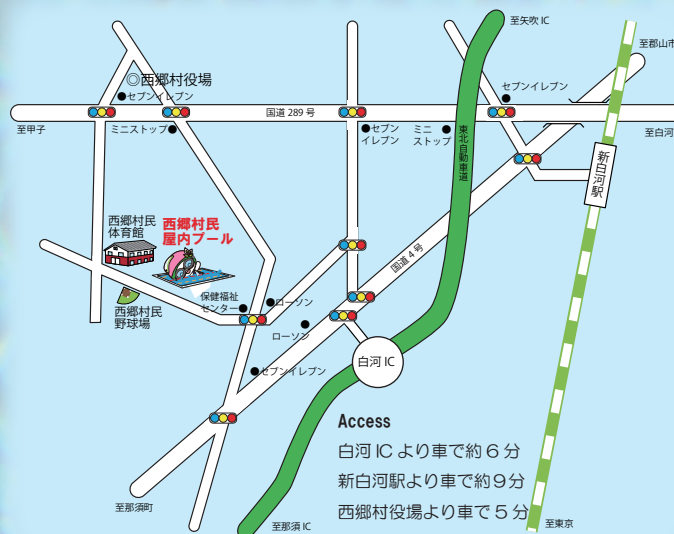 至矢吹 IC
至郡山市
◎西郷村役場
セブンイレブン
セブンイレブン
国道 289 号
至甲子
ミニストップ
セブン
イレブン
ミニ
ストップ
東北自動車道
至白河
新白河駅
西郷村民
体育館
西郷村民
屋内プール
国道 4 号
保健福祉
センター
ローソン
西郷村民
野球場
ローソン
白河 IC
セブンイレブン
Access
白河 IC より車で約 6 分
新白河駅より車で約９分
西郷村役場より車で 5 分
至那須町
至那須 IC
至東京